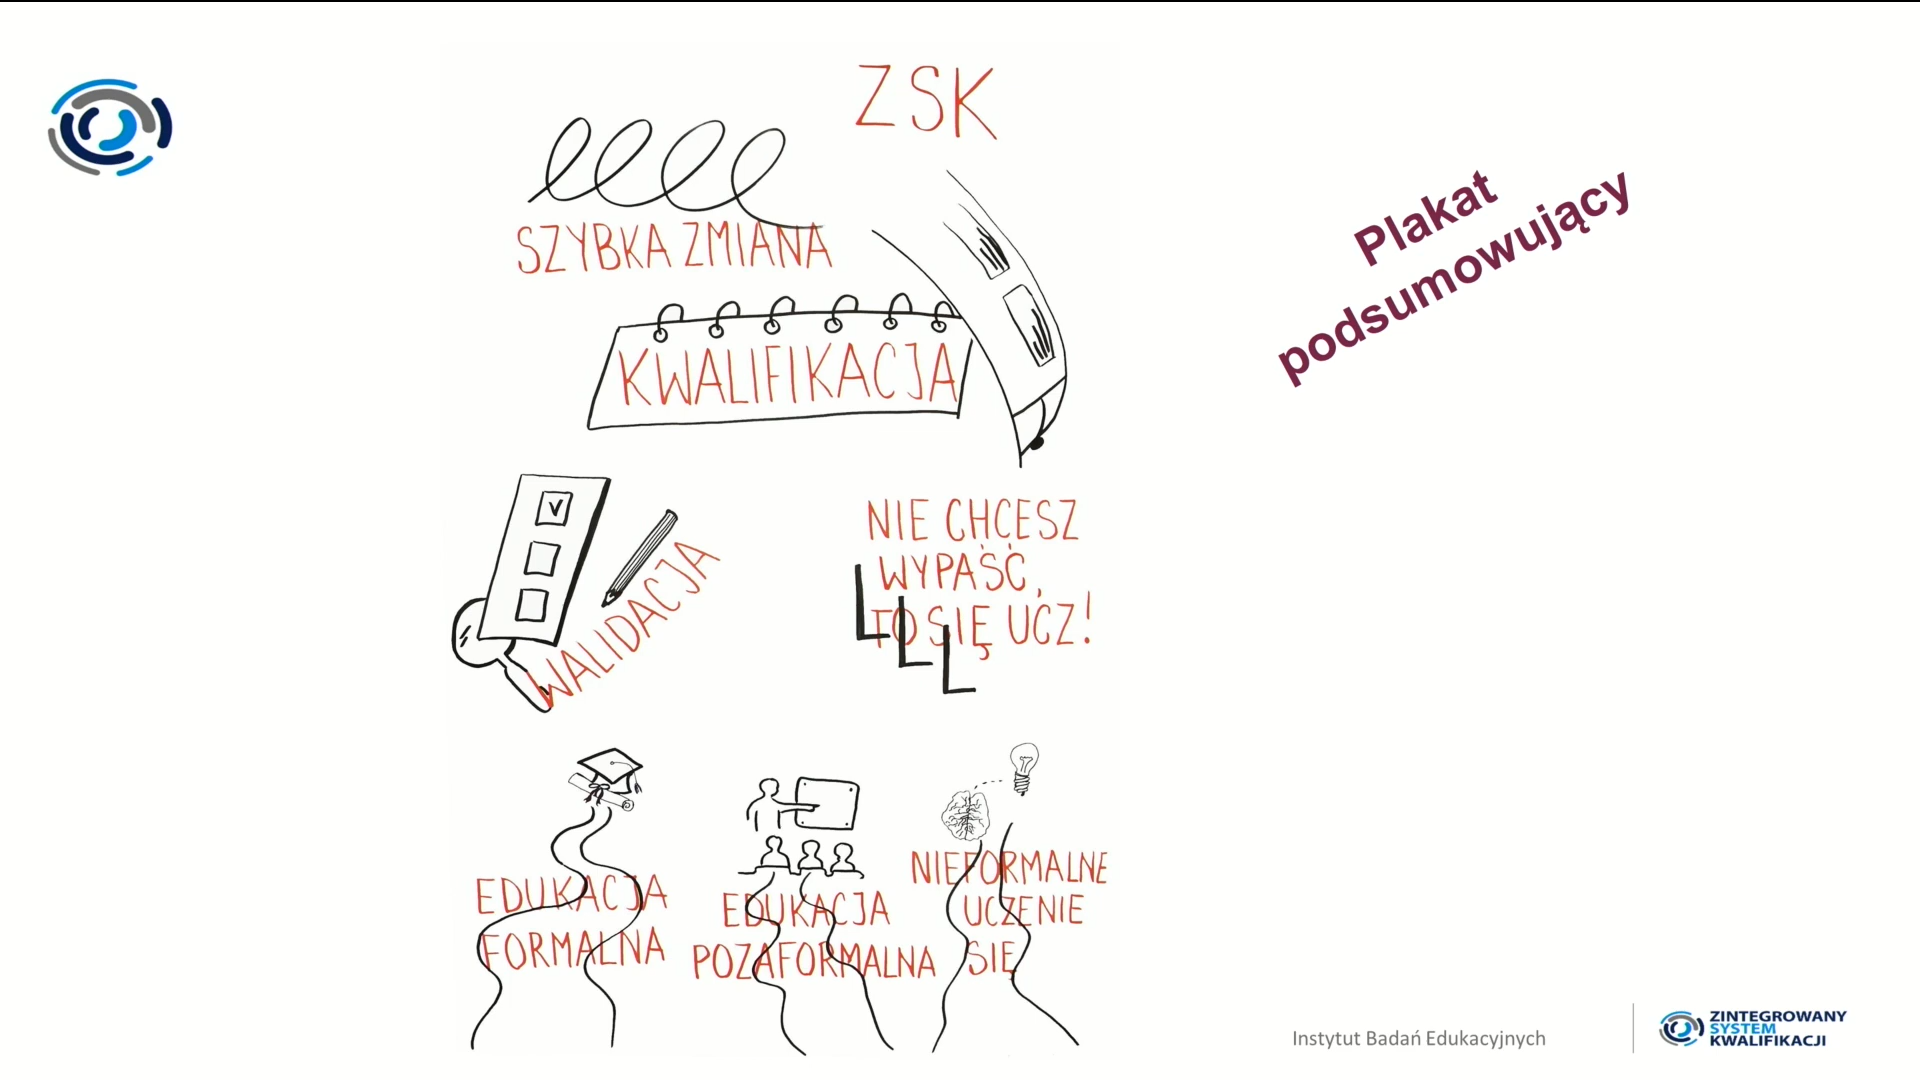 ZSK
SZYBKA ZMIANA
Plakat
podsumowujący
KWALIFIKACJA
WALIDACJA
NIE CHCESZ
WYPAŚĆ,
TO SIĘ UCZ!
LLL
EDUKACJA
FORMALNA
EDUKACJA
POZAFORMALNA
NIEFORMALNE
UCZENIE
SIĘ
Instytut Badań Edukacyjnych
ZINTEGROWANY
SYSTEM
KWALIFIKACJI